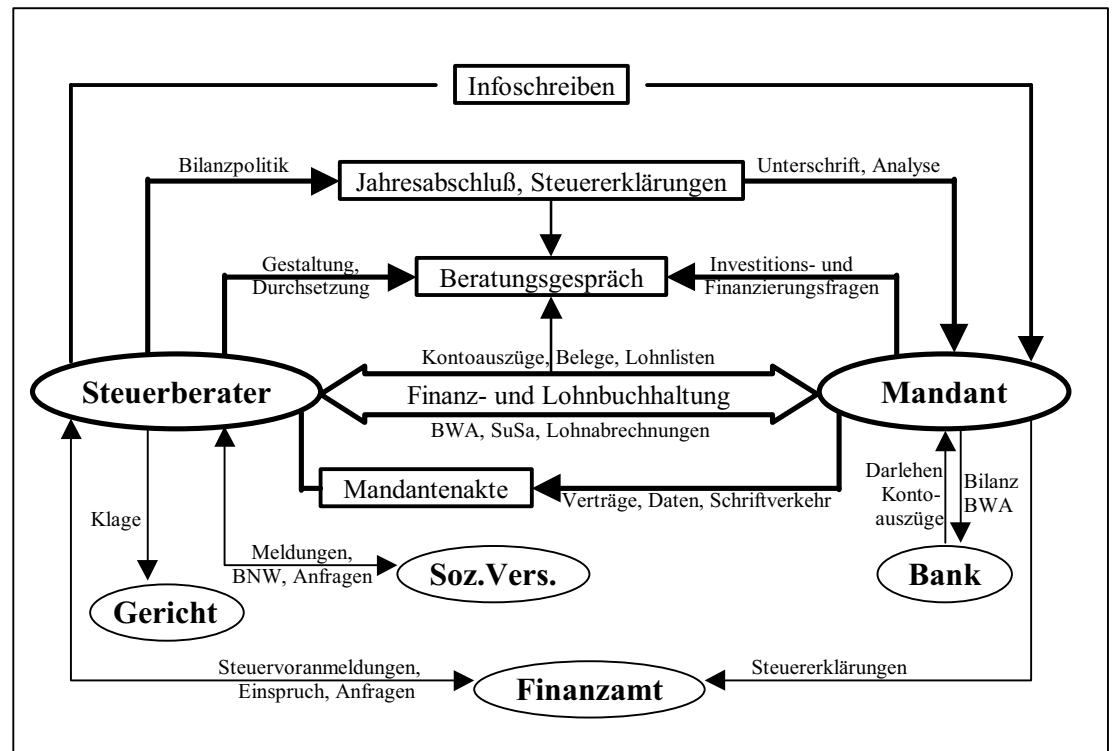 Infoschreiben
Bilanzpolitik
Jahresabschluß, Steuererklärungen
Unterschrift, Analyse
Gestaltung,
Durchsetzung
Beratungsgespräch
Investitions- und
Finanzierungsfragen
Kontoauszüge, Belege, Lohnlisten
Steuerberater
Finanz- und Lohnbuchhaltung
Mandant
BWA, SuSa, Lohnabrechnungen
Mandantenakte
Verträge, Daten, Schriftverkehr
Darlehen
Konto-
auszüge
Bilanz
BWA
Klage
Meldungen,
BNW, Anfragen
Soz.Vers.
Bank
Gericht
Steuervoranmeldungen,
Einspruch, Anfragen
Finanzamt
Steuererklärungen